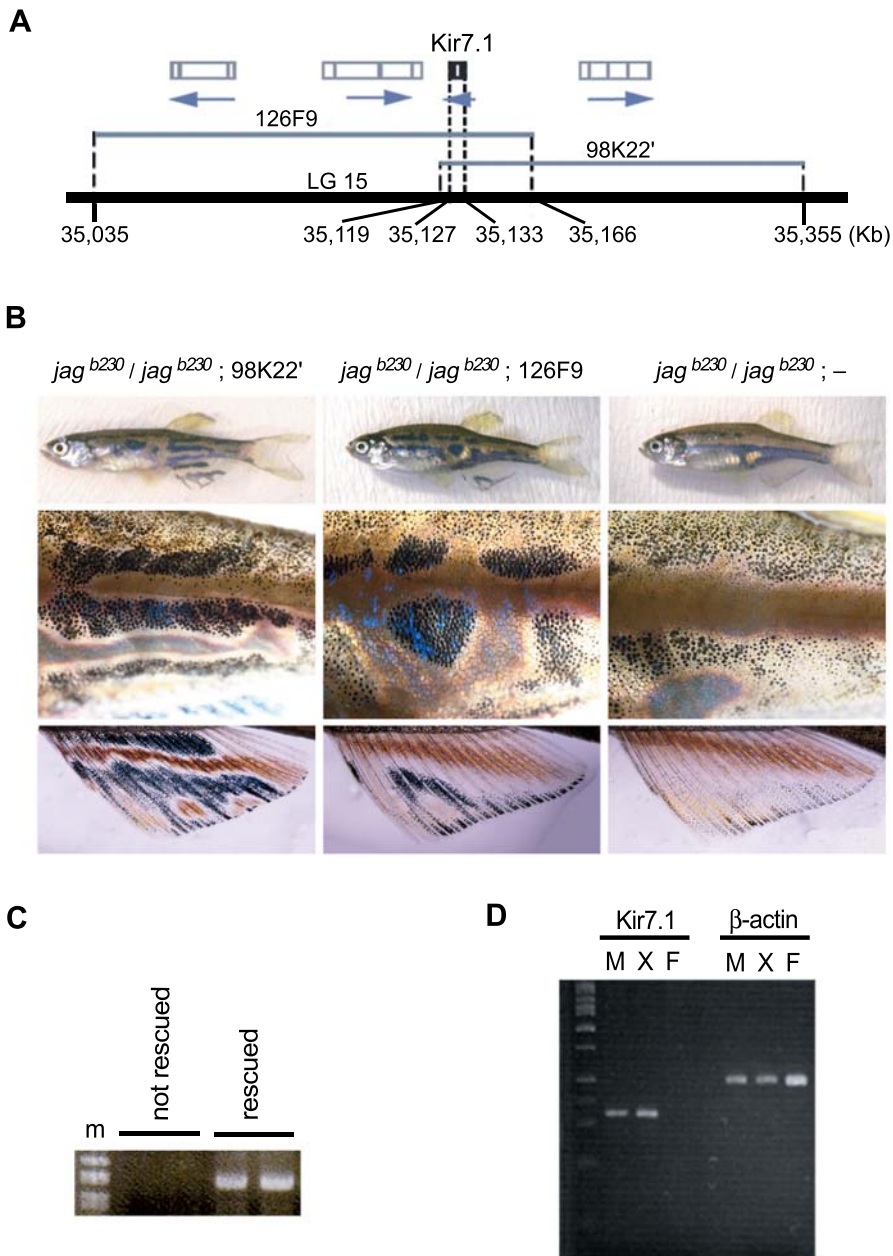 A
Kir7.1
126F9
98K22'
LG 15
35,035
35,119
35,127
35,133
35,166
35,355 (Kb)
B
jag b230 / jag b230 ; 98K22'
jag b230 / jag b230 ; 126F9
jag b230 / jag b230 ; –
C
m
not rescued
rescued
D
Kir7.1
β-actin
M X F
M X F